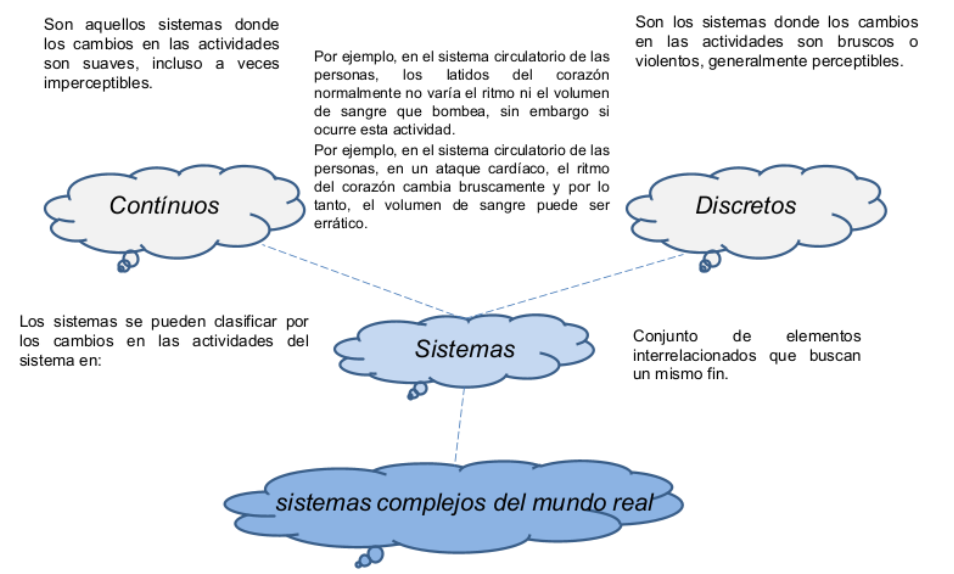 Son aquellos sistemas donde
los cambios en las actividades
son suaves, incluso a veces
imperceptibles.
Por ejemplo, en el sistema circulatorio de las
personas, los latidos del corazón
normalmente no varía el ritmo ni el volumen
de sangre que bombea, sin embargo si
ocurre esta actividad.
Por ejemplo, en el sistema circulatorio de las
personas, en un ataque cardíaco, el ritmo
del corazón cambia bruscamente y por lo
tanto, el volumen de sangre puede ser
errático.
Son los sistemas donde los cambios
en las actividades son bruscos o
violentos, generalmente perceptibles.
Contínuos
Discretos
Los sistemas se pueden clasificar por
los cambios en las actividades del
sistema en:
Sistemas
Conjunto de elementos
interrelacionados que buscan
un mismo fin.
sistemas complejos del mundo real